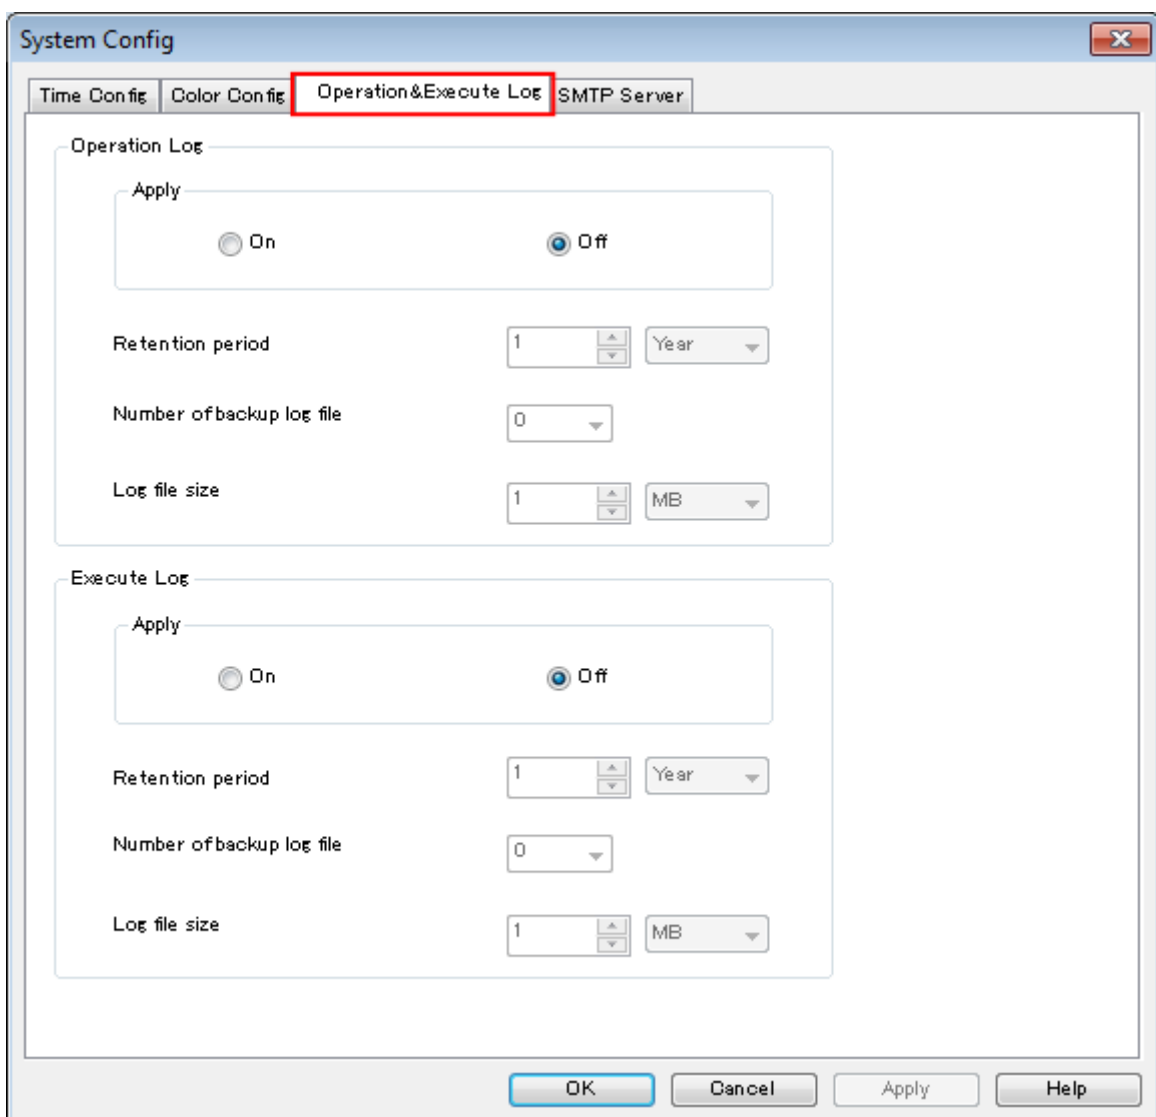 System Config
Time Config Color Config Operation&Execute Log SMTP Server
Operation Log
Apply
On Off
Retention period 1 Year
Number of backup log file 0
Log file size 1 MB
Execute Log
Apply
On Off
Retention period 1 Year
Number of backup log file 0
Log file size 1 MB
OK Cancel Apply Help